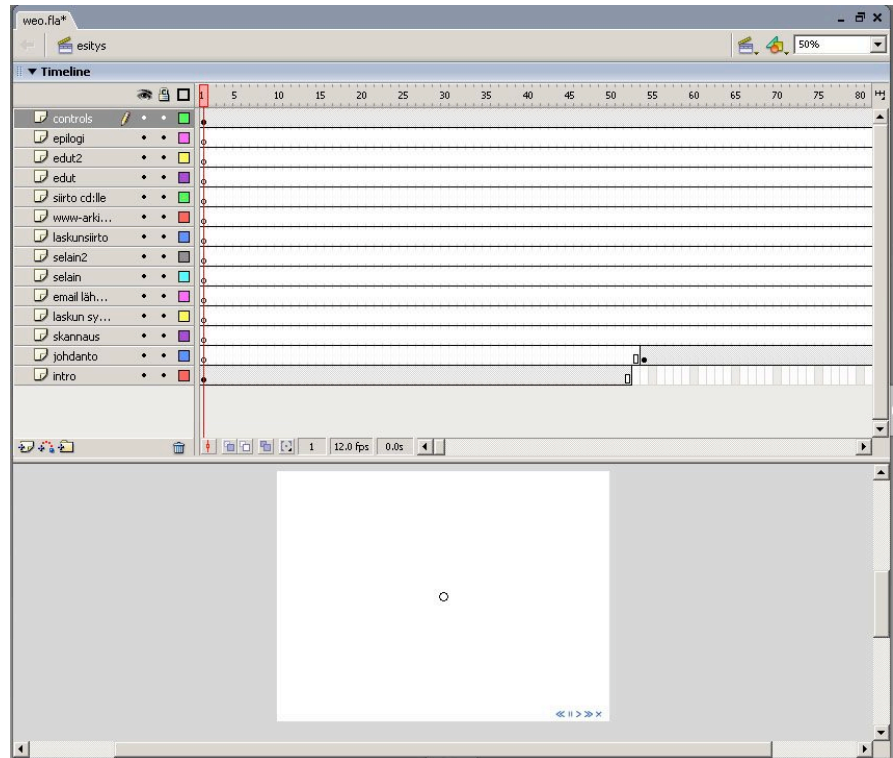 weo.fla*
esitys
50%
Timeline
1 5 10 15 20 25 30 35 40 45 50 55 60 65 70 75 80
controls
epilogi
edut2
edut
siirto cd:lle
www-arki...
laskunsiirto
selain2
selain
email läh...
laskun sy...
skannaus
johdanto
intro
1 12.0 fps 0.0s